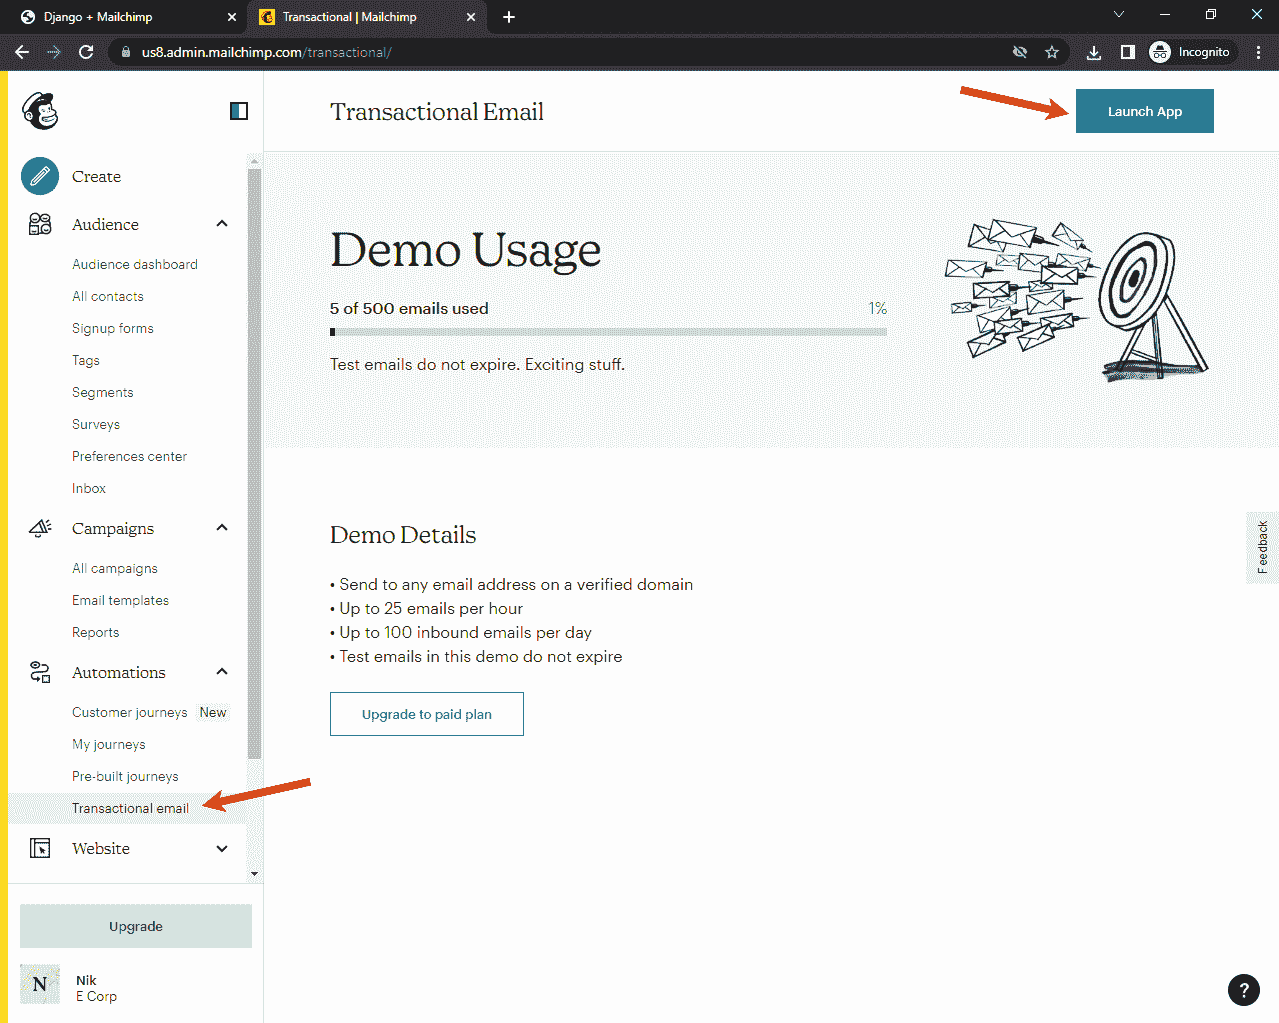 Django + Mailchimp
Transactional | Mailchimp
us8.admin.mailchimp.com/transactional/
Incognito
Transactional Email
Launch App
Create
Audience
Audience dashboard
All contacts
Signup forms
Tags
Segments
Surveys
Preferences center
Inbox
Campaigns
All campaigns
Email templates
Reports
Automations
Customer journeys New
My journeys
Pre-built journeys
Transactional email
Website
Upgrade
N
Nik
E Corp
Demo Usage
5 of 500 emails used 1%
Test emails do not expire. Exciting stuff.
Demo Details
• Send to any email address on a verified domain
• Up to 25 emails per hour
• Up to 100 inbound emails per day
• Test emails in this demo do not expire
Upgrade to paid plan
Feedback
?